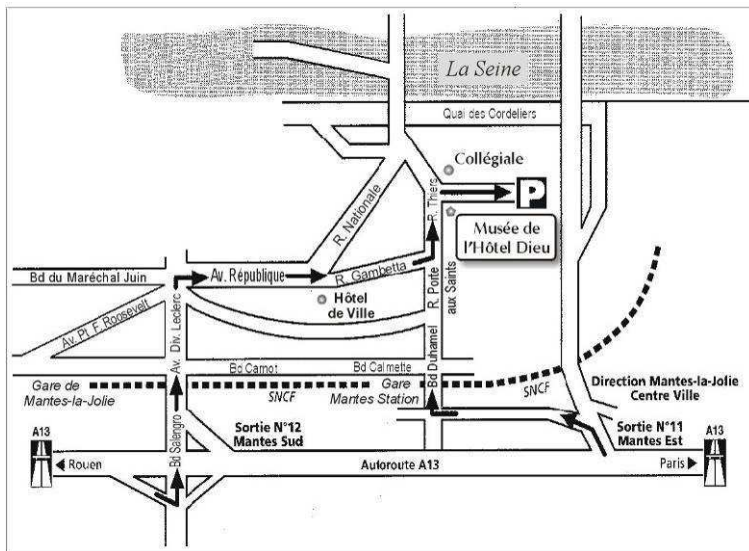 La Seine
Quai des Cordeliers
Collégiale
P
R. Thiers
Musée de
l'Hôtel Dieu
R. Nationale
Bd du Maréchal Juin
Av. République
R. Gambetta
Hôtel
de Ville
R. Porte
aux Saints
Av. Pt. F. Roosevelt
Av. Div. Leclerc
Bd Carnot
Bd Calmette
Bd Duhamel
Gare de
Mantes-la-Jolie
SNCF
Gare
Mantes Station
SNCF
Direction Mantes-la-Jolie
Centre Ville
Bd Salengro
Sortie N°12
Mantes Sud
Sortie N°11
Mantes Est
A13
Rouen
Autoroute A13
Paris
A13